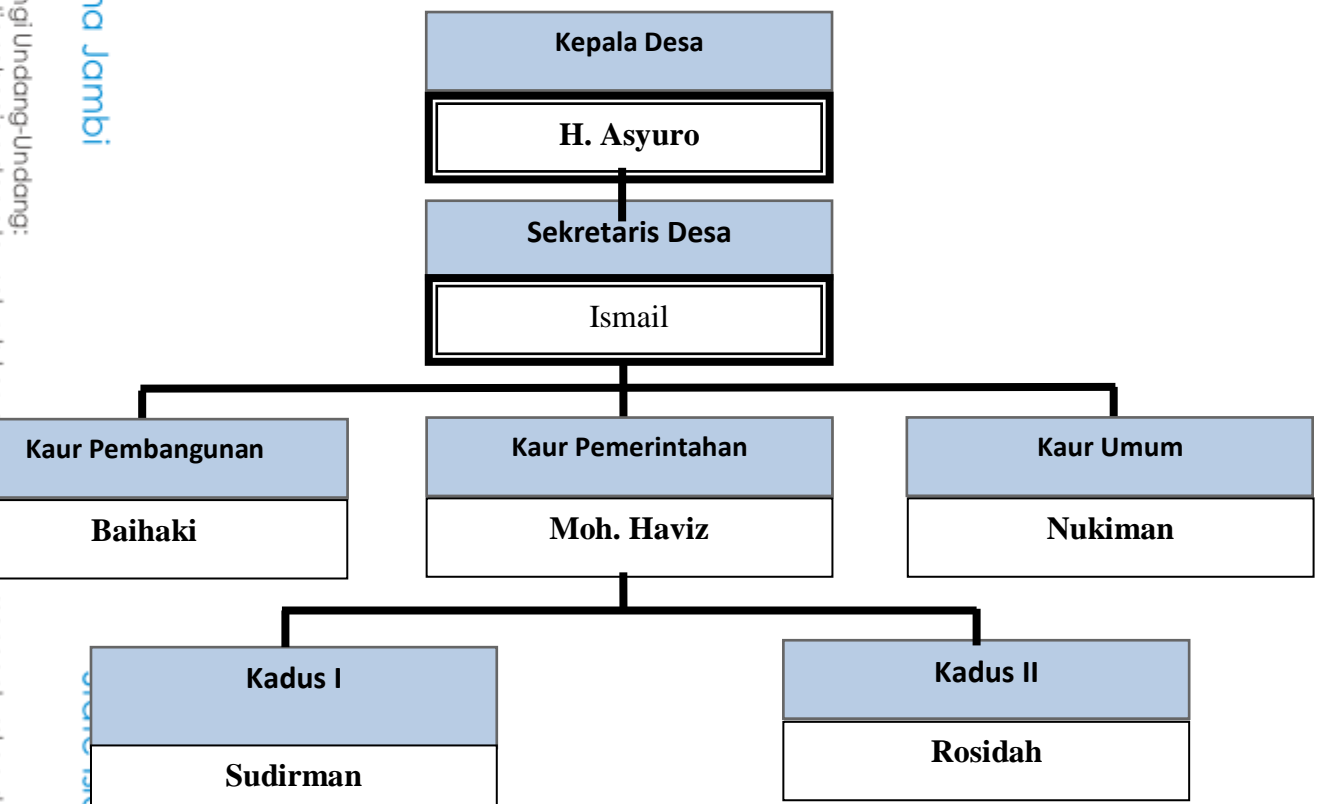 na Jambi
ngi Undang-Undang:
Kepala Desa
H. Asyuro
Sekretaris Desa
Ismail
Kaur Pembangunan
Baihaki
Kaur Pemerintahan
Moh. Haviz
Kaur Umum
Nukiman
Kadus I
Sudirman
Kadus II
Rosidah